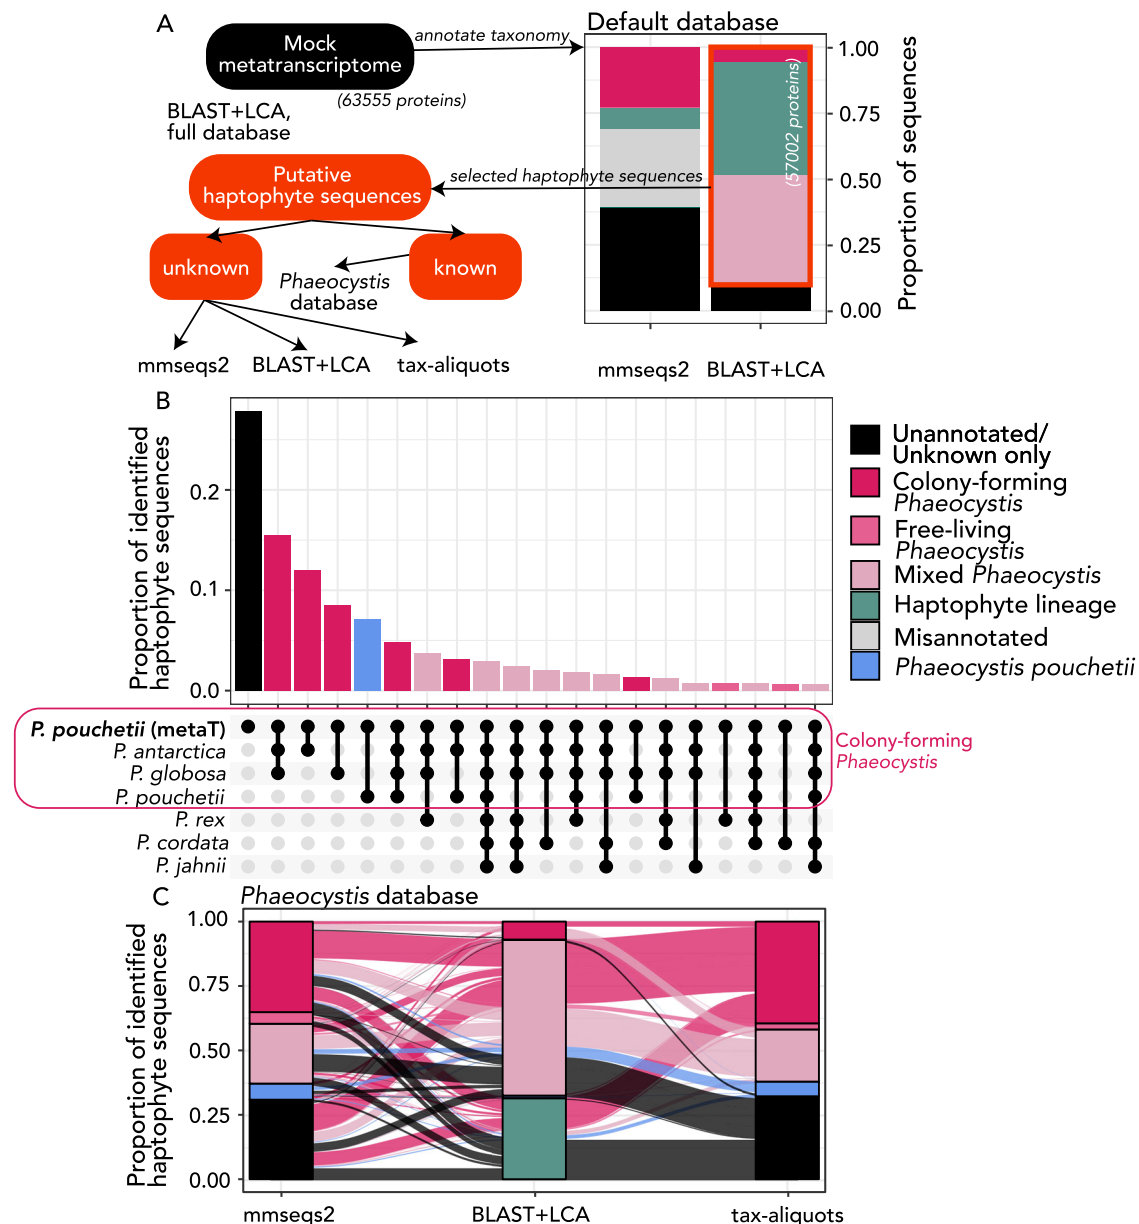 A
Mock
metatranscriptome
(63555 proteins)
annotate taxonomy
BLAST+LCA,
full database
Putative
haptophyte sequences
selected haptophyte sequences
unknown
known
Phaeocystis
database
mmseqs2
BLAST+LCA
tax-aliquots
Default database
(57002 proteins)
1.00
0.75
0.50
0.25
0.00
Proportion of sequences
mmseqs2
BLAST+LCA
B
Proportion of identified
haptophyte sequences
0.2
0.1
0.0
Unannotated/
Unknown only
Colony-forming
Phaeocystis
Free-living
Phaeocystis
Mixed Phaeocystis
Haptophyte lineage
Misannotated
Phaeocystis pouchetii
P. pouchetii (metaT)
P. antarctica
P. globosa
P. pouchetii
P. rex
P. cordata
P. jahnii
Colony-forming
Phaeocystis
C
Phaeocystis database
Proportion of identified
haptophyte sequences
1.00
0.75
0.50
0.25
0.00
mmseqs2
BLAST+LCA
tax-aliquots